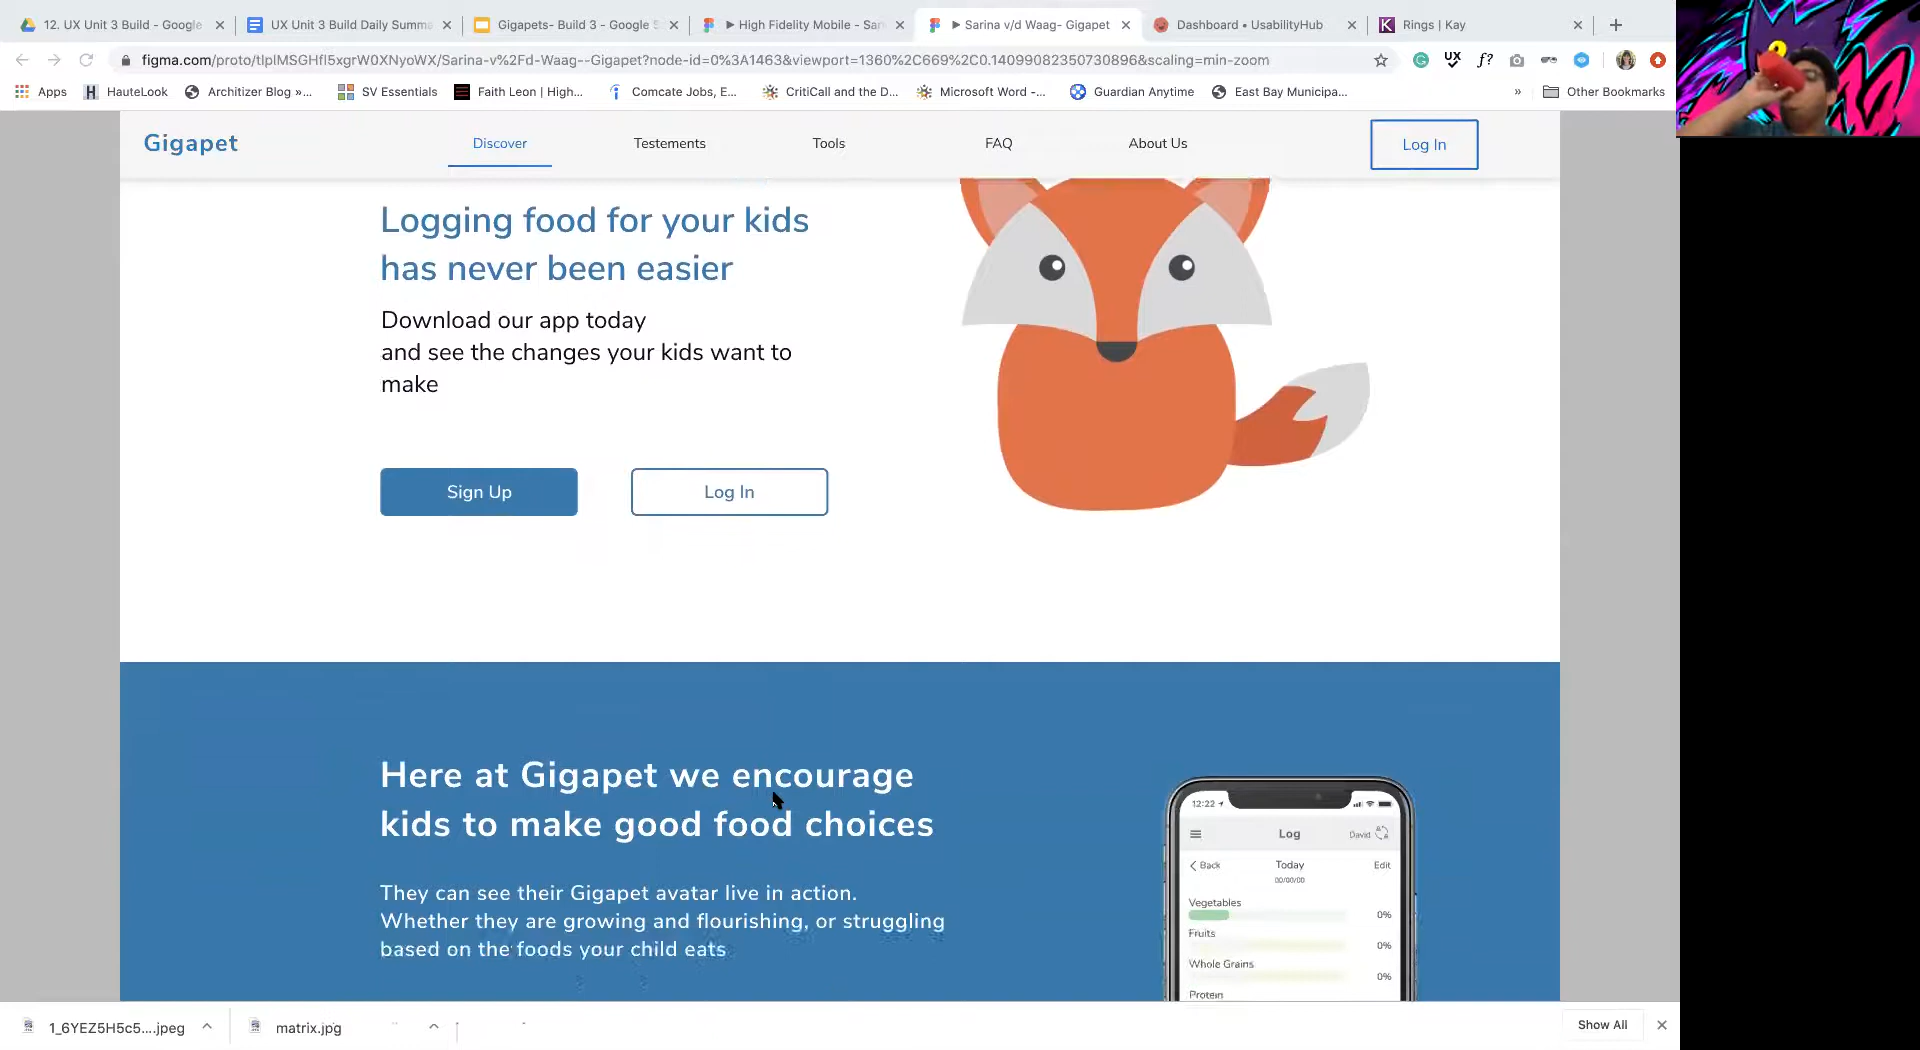 12. UX Unit 3 Build - Google
UX Unit 3 Build Daily Summa
Gigapets- Build 3 - Google S
High Fidelity Mobile - Sari
Sarina v/d Waag- Gigapet
Dashboard • UsabilityHub
Rings | Kay
figma.com/proto/tlplMSGHfl5xgrW0XNyoWX/Sarina-v%2Fd-Waag--Gigapet?node-id=0%3A1463&viewport=1360%2C669%2C0.14099082350730896&scaling=min-zoom
UX
f?
Apps
HauteLook
Architizer Blog »...
SV Essentials
Faith Leon | High...
Comcate Jobs, E...
CritiCall and the D...
Microsoft Word -...
Guardian Anytime
East Bay Municipa...
»
Other Bookmarks
Gigapet
Discover
Testements
Tools
FAQ
About Us
Log In
Logging food for your kids
has never been easier
Download our app today
and see the changes your kids want to
make
Sign Up
Log In
Here at Gigapet we encourage
kids to make good food choices
They can see their Gigapet avatar live in action.
Whether they are growing and flourishing, or struggling
based on the foods your child eats
12:22
Log
David
Back
Today
Edit
00/00/00
Vegetables
0%
Fruits
0%
Whole Grains
0%
Protein
1_6YEZ5H5c5....jpeg
matrix.jpg
Show All